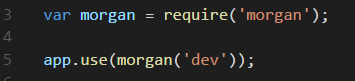 3 var morgan = require('morgan');
4
5 app.use(morgan('dev'));